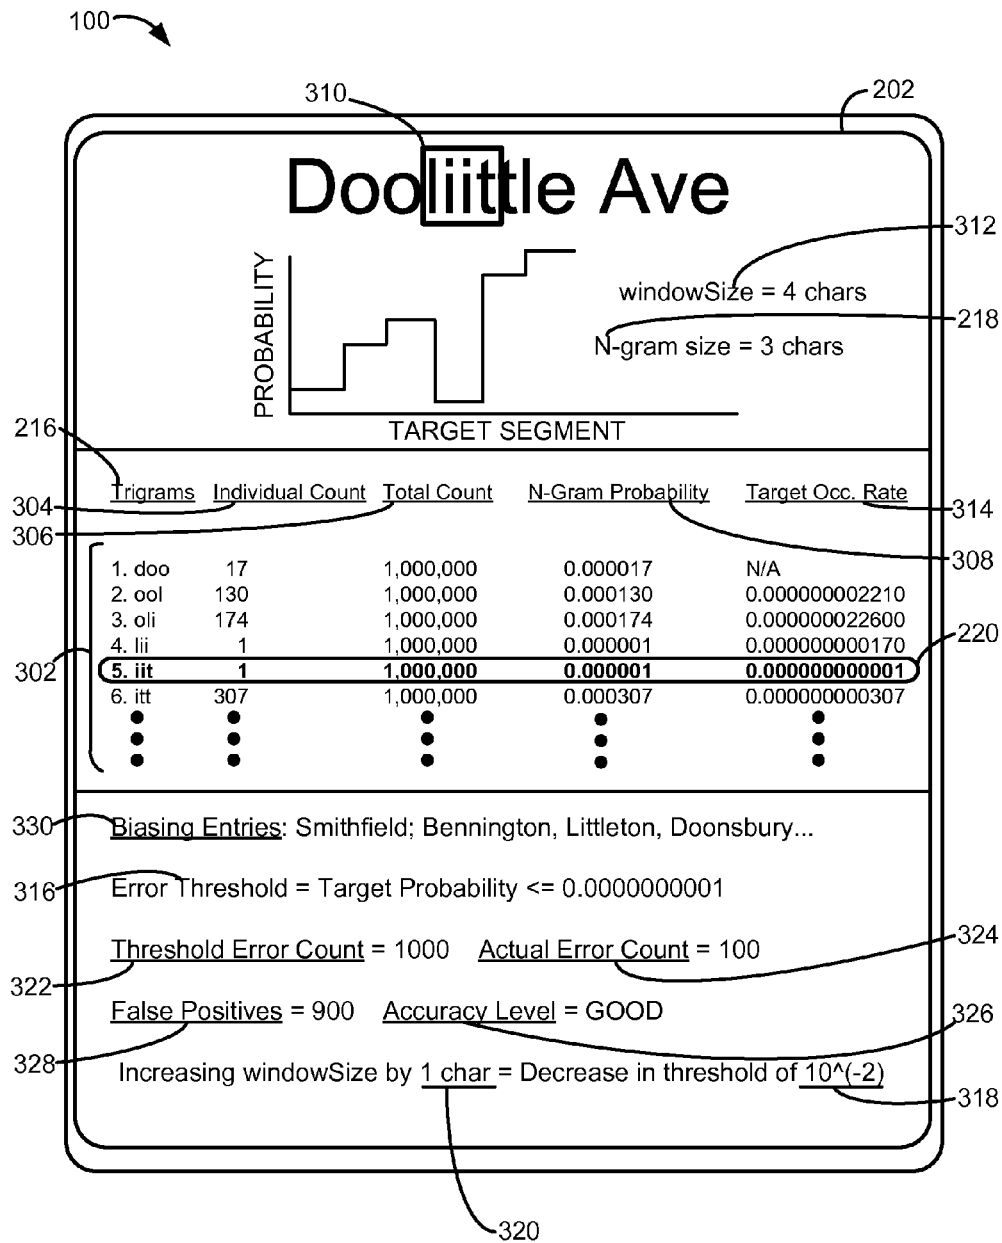 100
310
202
Dooliittle Ave
312
PROBABILITY
windowSize = 4 chars
218
N-gram size = 3 chars
216
TARGET SEGMENT
Trigrams Individual Count Total Count N-Gram Probability Target Occ. Rate
304
314
306
308
1. doo 17 1,000,000 0.000017 N/A
2. ool 130 1,000,000 0.000130 0.000000002210
3. oli 174 1,000,000 0.000174 0.000000022600
4. lii 1 1,000,000 0.000001 0.000000000170
220
302
5. iit 1 1,000,000 0.000001 0.000000000001
6. itt 307 1,000,000 0.000307 0.000000000307
330
Biasing Entries: Smithfield; Bennington, Littleton, Doonsbury...
316
Error Threshold = Target Probability <= 0.0000000001
Threshold Error Count = 1000 Actual Error Count = 100
324
322
False Positives = 900 Accuracy Level = GOOD
326
328
Increasing windowSize by 1 char = Decrease in threshold of 10^(-2)
318
320